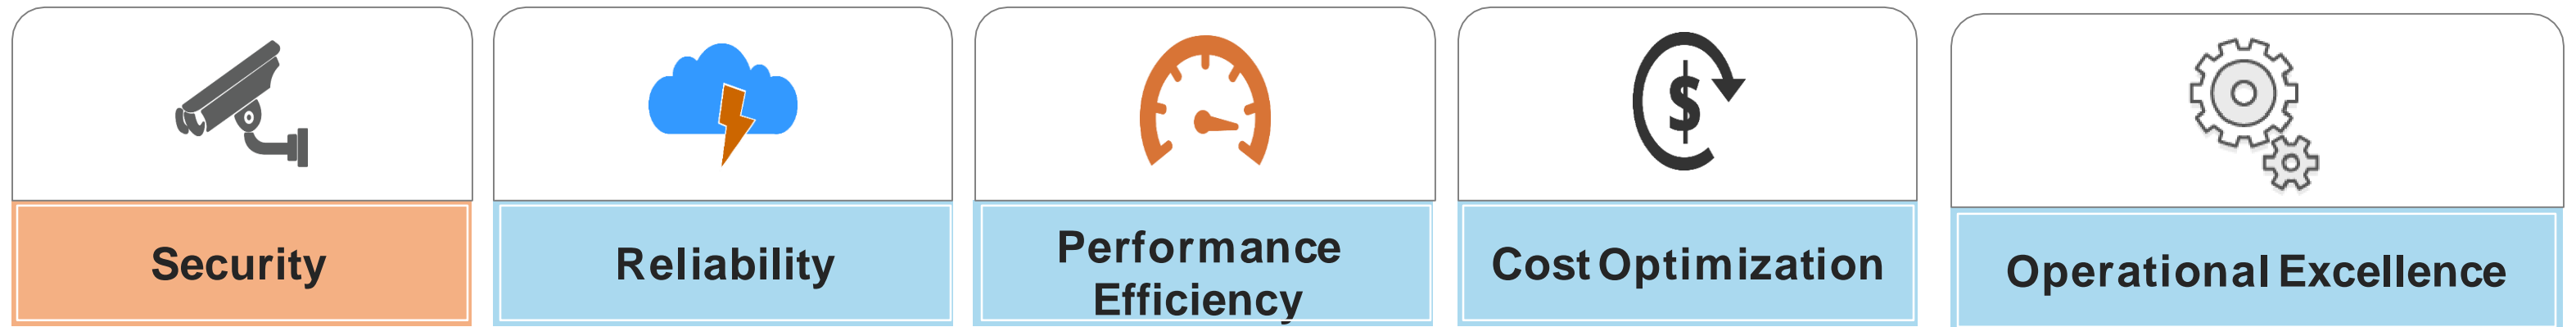 Security
Reliability
Performance
Efficiency
Cost Optimization
Operational Excellence